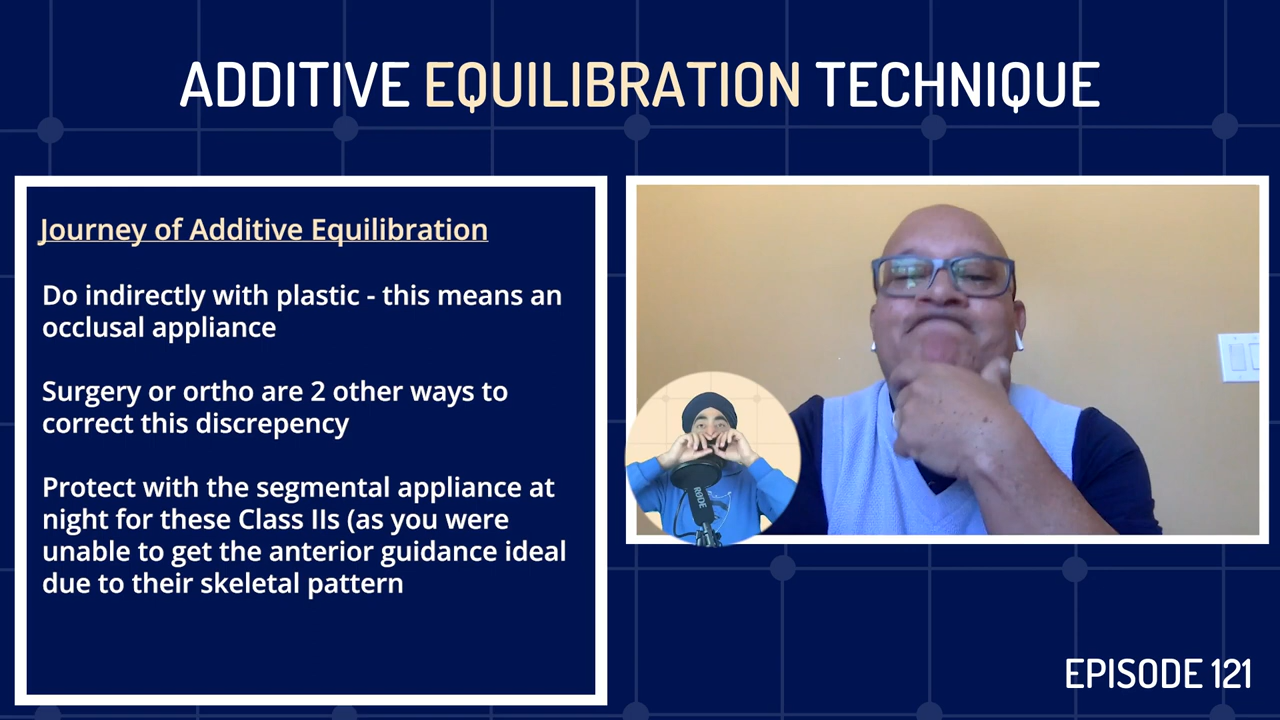 ADDITIVE EQUILIBRATION TECHNIQUE
Journey of Additive Equilibration
Do indirectly with plastic - this means an
occlusal appliance
Surgery or ortho are 2 other ways to
correct this discrepency
Protect with the segmental appliance at
night for these Class IIs (as you were
unable to get the anterior guidance ideal
due to their skeletal pattern
RODE
EPISODE 121